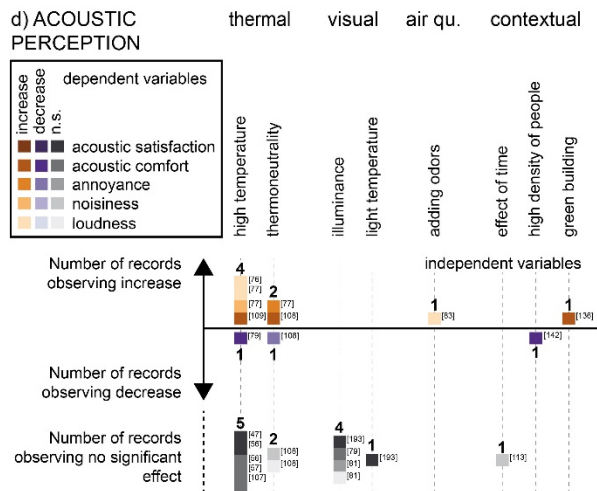 d) ACOUSTIC
PERCEPTION
thermal
visual
air qu.
contextual
increase
decrease
n.s.
dependent variables
acoustic satisfaction
acoustic comfort
annoyance
noisiness
loudness
high temperature
thermoneutrality
illuminance
light temperature
adding odors
effect of time
high density of people
green building
independent variables
Number of records
observing increase
4
[76]
[77]
[77]
[109]
2
[77]
[108]
1
[83]
1
[136]
[79]
1
[108]
1
[142]
1
Number of records
observing decrease
Number of records
observing no significant
effect
5
[47]
[56]
[56]
[57]
[107]
2
[108]
[108]
4
[193]
[79]
[81]
[81]
1
[193]
1
[113]